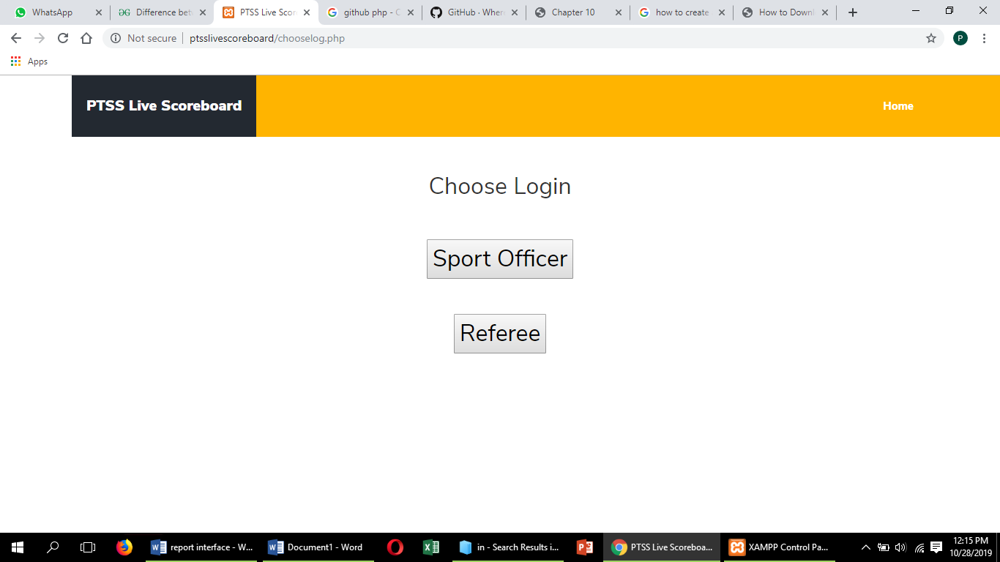 WhatsApp
Difference bet
PTSS Live Scor
github php - C
GitHub · Wher
Chapter 10
how to create
How to Downl
Not secure ptsslivescoreboard/chooselog.php
P
Apps
PTSS Live Scoreboard
Home
Choose Login
Sport Officer
Referee
report interface - W...
Document1 - Word
in - Search Results i...
PTSS Live Scoreboa...
XAMPP Control Pa...
12:15 PM
10/28/2019